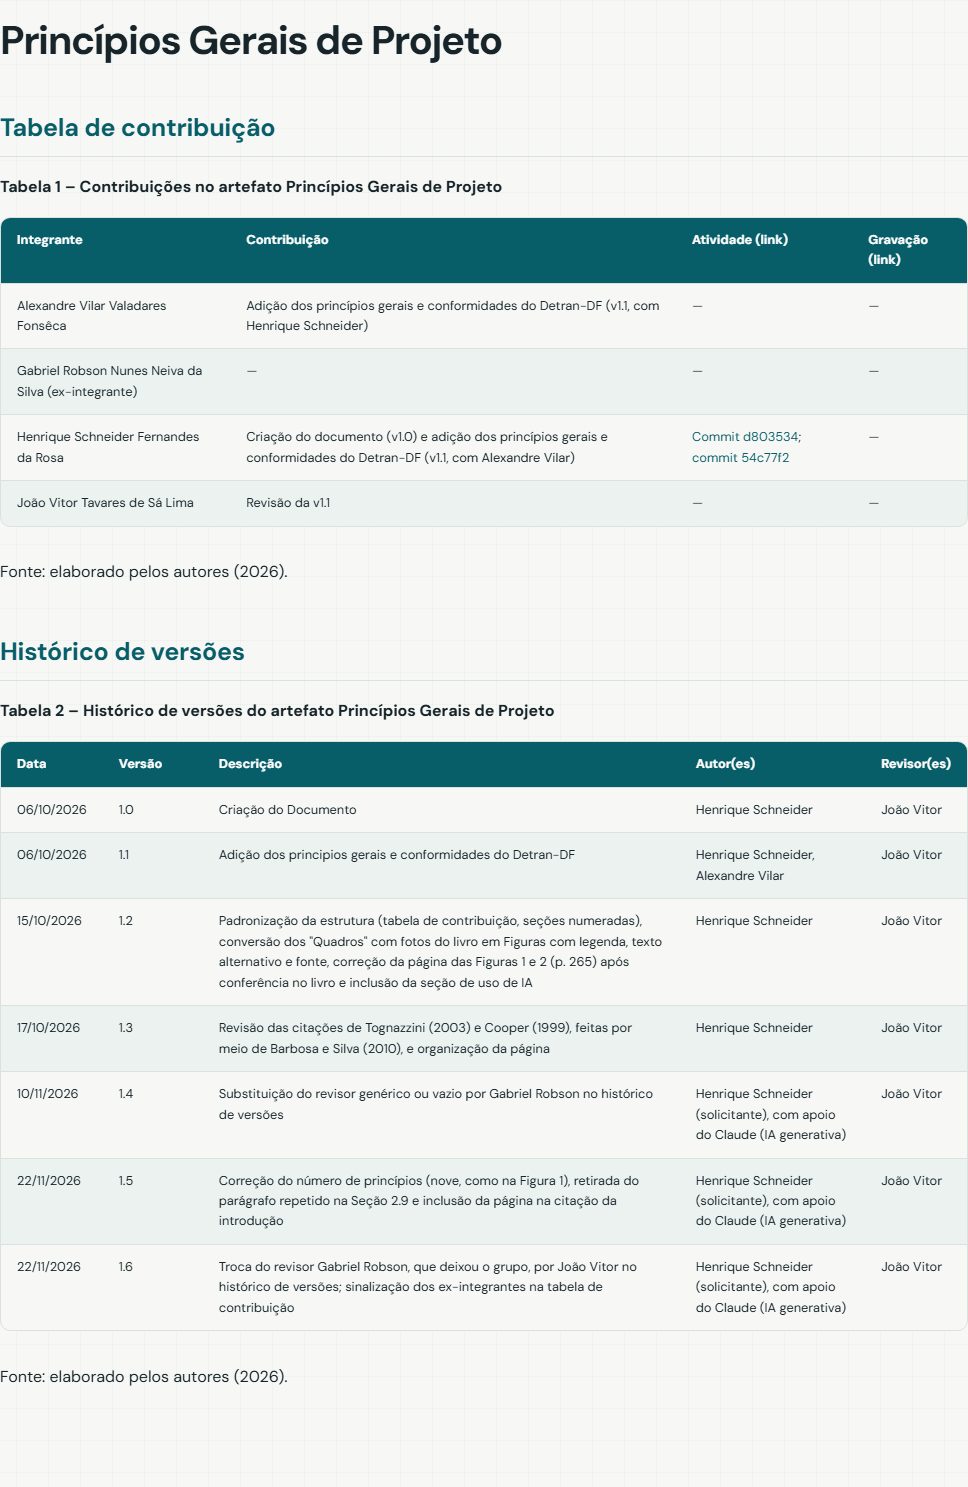 Princípios Gerais de Projeto
Tabela de contribuição
Tabela 1 – Contribuições no artefato Princípios Gerais de Projeto
Integrante Contribuição Atividade (link) Gravação
(link)
Alexandre Vilar Valadares Adição dos princípios gerais e conformidades do Detran-DF (v1.1, com — —
Fonsêca Henrique Schneider)
Gabriel Robson Nunes Neiva da — — —
Silva (ex-integrante)
Henrique Schneider Fernandes Criação do documento (v1.0) e adição dos princípios gerais e Commit d803534; —
da Rosa conformidades do Detran-DF (v1.1, com Alexandre Vilar) commit 54c77f2
João Vitor Tavares de Sá Lima Revisão da v1.1 — —
Fonte: elaborado pelos autores (2026).
Histórico de versões
Tabela 2 – Histórico de versões do artefato Princípios Gerais de Projeto
Data Versão Descrição Autor(es) Revisor(es)
06/10/2026 1.0 Criação do Documento Henrique Schneider João Vitor
06/10/2026 1.1 Adição dos principios gerais e conformidades do Detran-DF Henrique Schneider, João Vitor
Alexandre Vilar
15/10/2026 1.2 Padronização da estrutura (tabela de contribuição, seções numeradas), Henrique Schneider João Vitor
conversão dos "Quadros" com fotos do livro em Figuras com legenda, texto
alternativo e fonte, correção da página das Figuras 1 e 2 (p. 265) após
conferência no livro e inclusão da seção de uso de IA
17/10/2026 1.3 Revisão das citações de Tognazzini (2003) e Cooper (1999), feitas por Henrique Schneider João Vitor
meio de Barbosa e Silva (2010), e organização da página
10/11/2026 1.4 Substituição do revisor genérico ou vazio por Gabriel Robson no histórico Henrique Schneider João Vitor
de versões (solicitante), com apoio
do Claude (IA generativa)
22/11/2026 1.5 Correção do número de princípios (nove, como na Figura 1), retirada do Henrique Schneider João Vitor
parágrafo repetido na Seção 2.9 e inclusão da página na citação da (solicitante), com apoio
introdução do Claude (IA generativa)
22/11/2026 1.6 Troca do revisor Gabriel Robson, que deixou o grupo, por João Vitor no Henrique Schneider João Vitor
histórico de versões; sinalização dos ex-integrantes na tabela de (solicitante), com apoio
contribuição do Claude (IA generativa)
Fonte: elaborado pelos autores (2026).